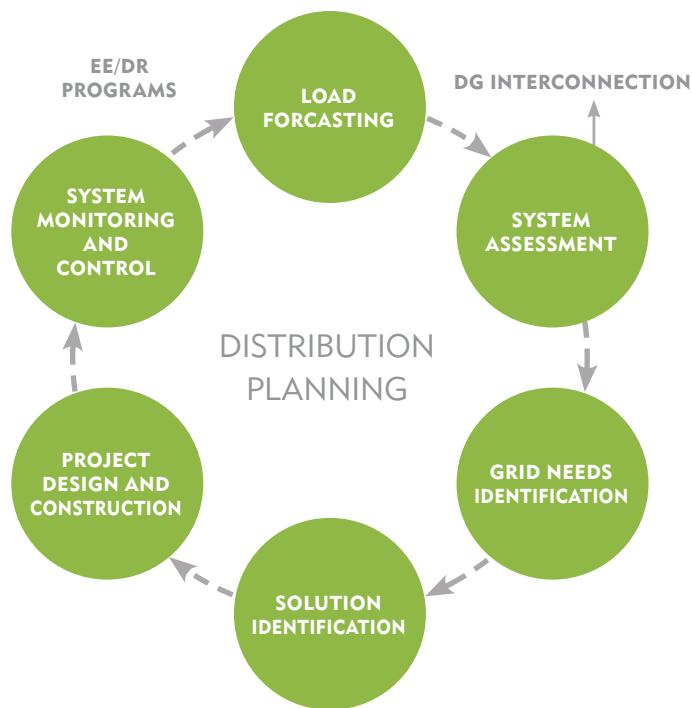 EE/DR
PROGRAMS
LOAD
FORCASTING
DG INTERCONNECTION
SYSTEM
MONITORING
AND
CONTROL
SYSTEM
ASSESSMENT
DISTRIBUTION
PLANNING
PROJECT
DESIGN AND
CONSTRUCTION
GRID NEEDS
IDENTIFICATION
SOLUTION
IDENTIFICATION